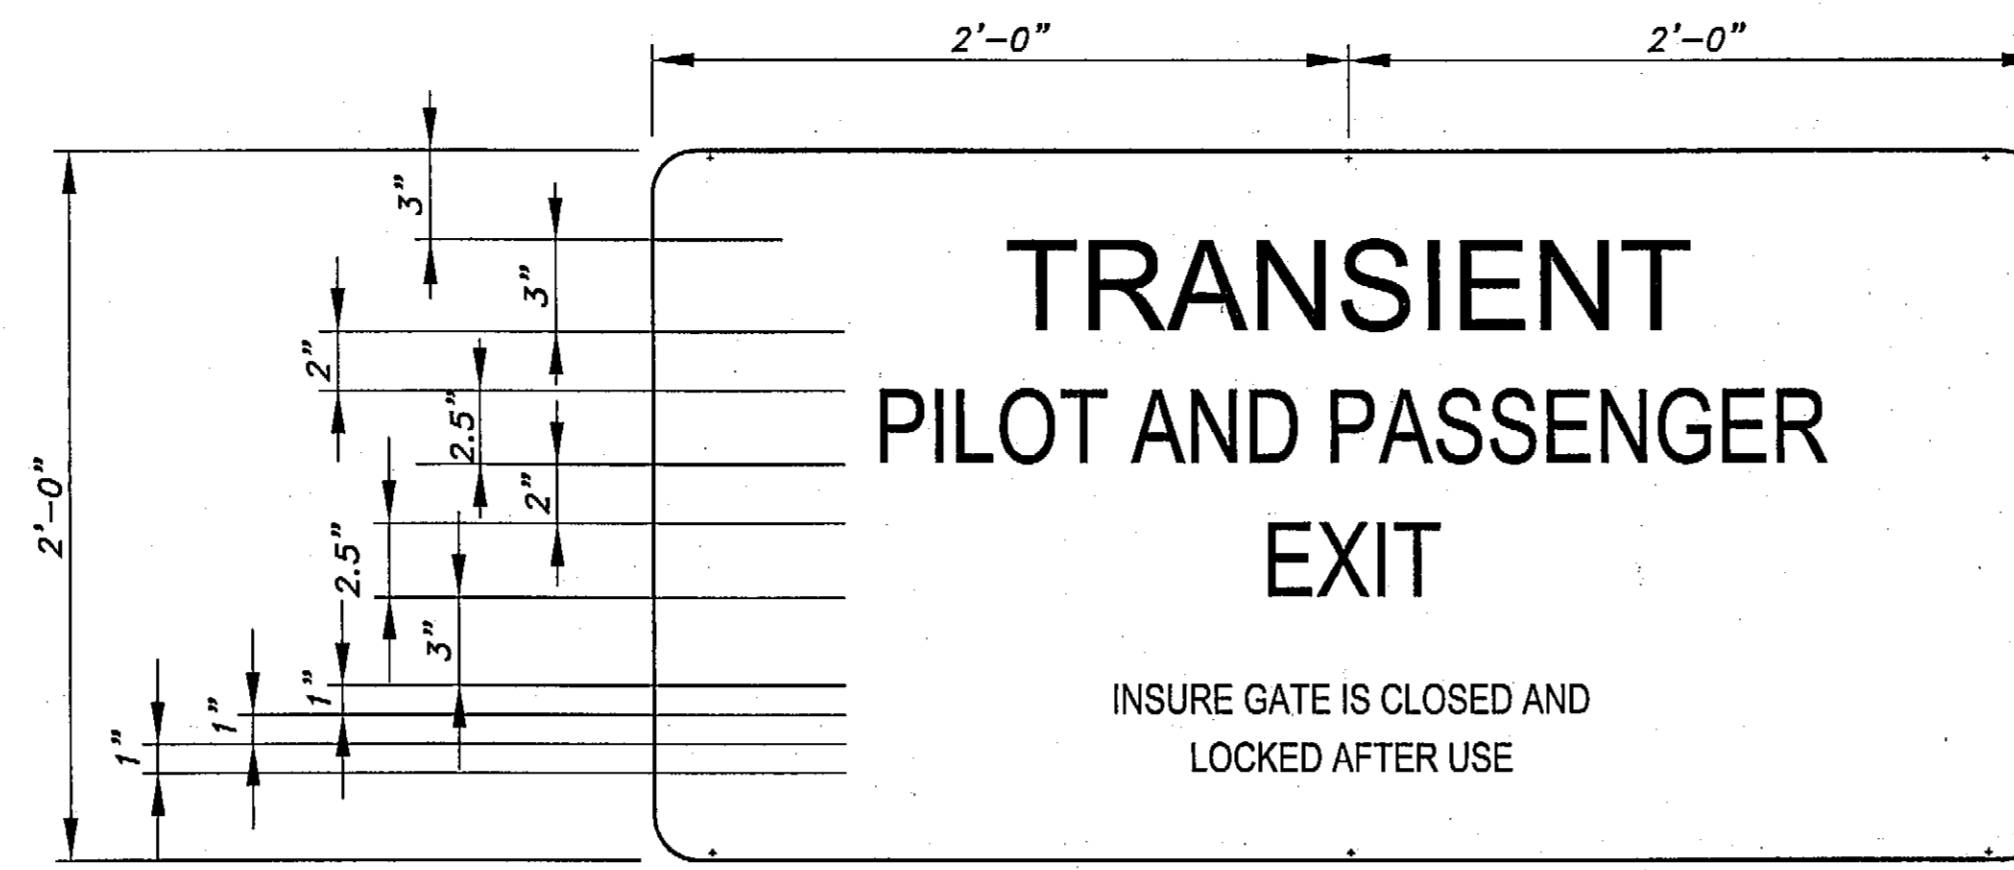 2'-0" 2'-0"
3"
3"
2"
2.5"
2"
2'-0"
2.5"
3"
1"
1"
1"
TRANSIENT
PILOT AND PASSENGER
EXIT
INSURE GATE IS CLOSED AND
LOCKED AFTER USE